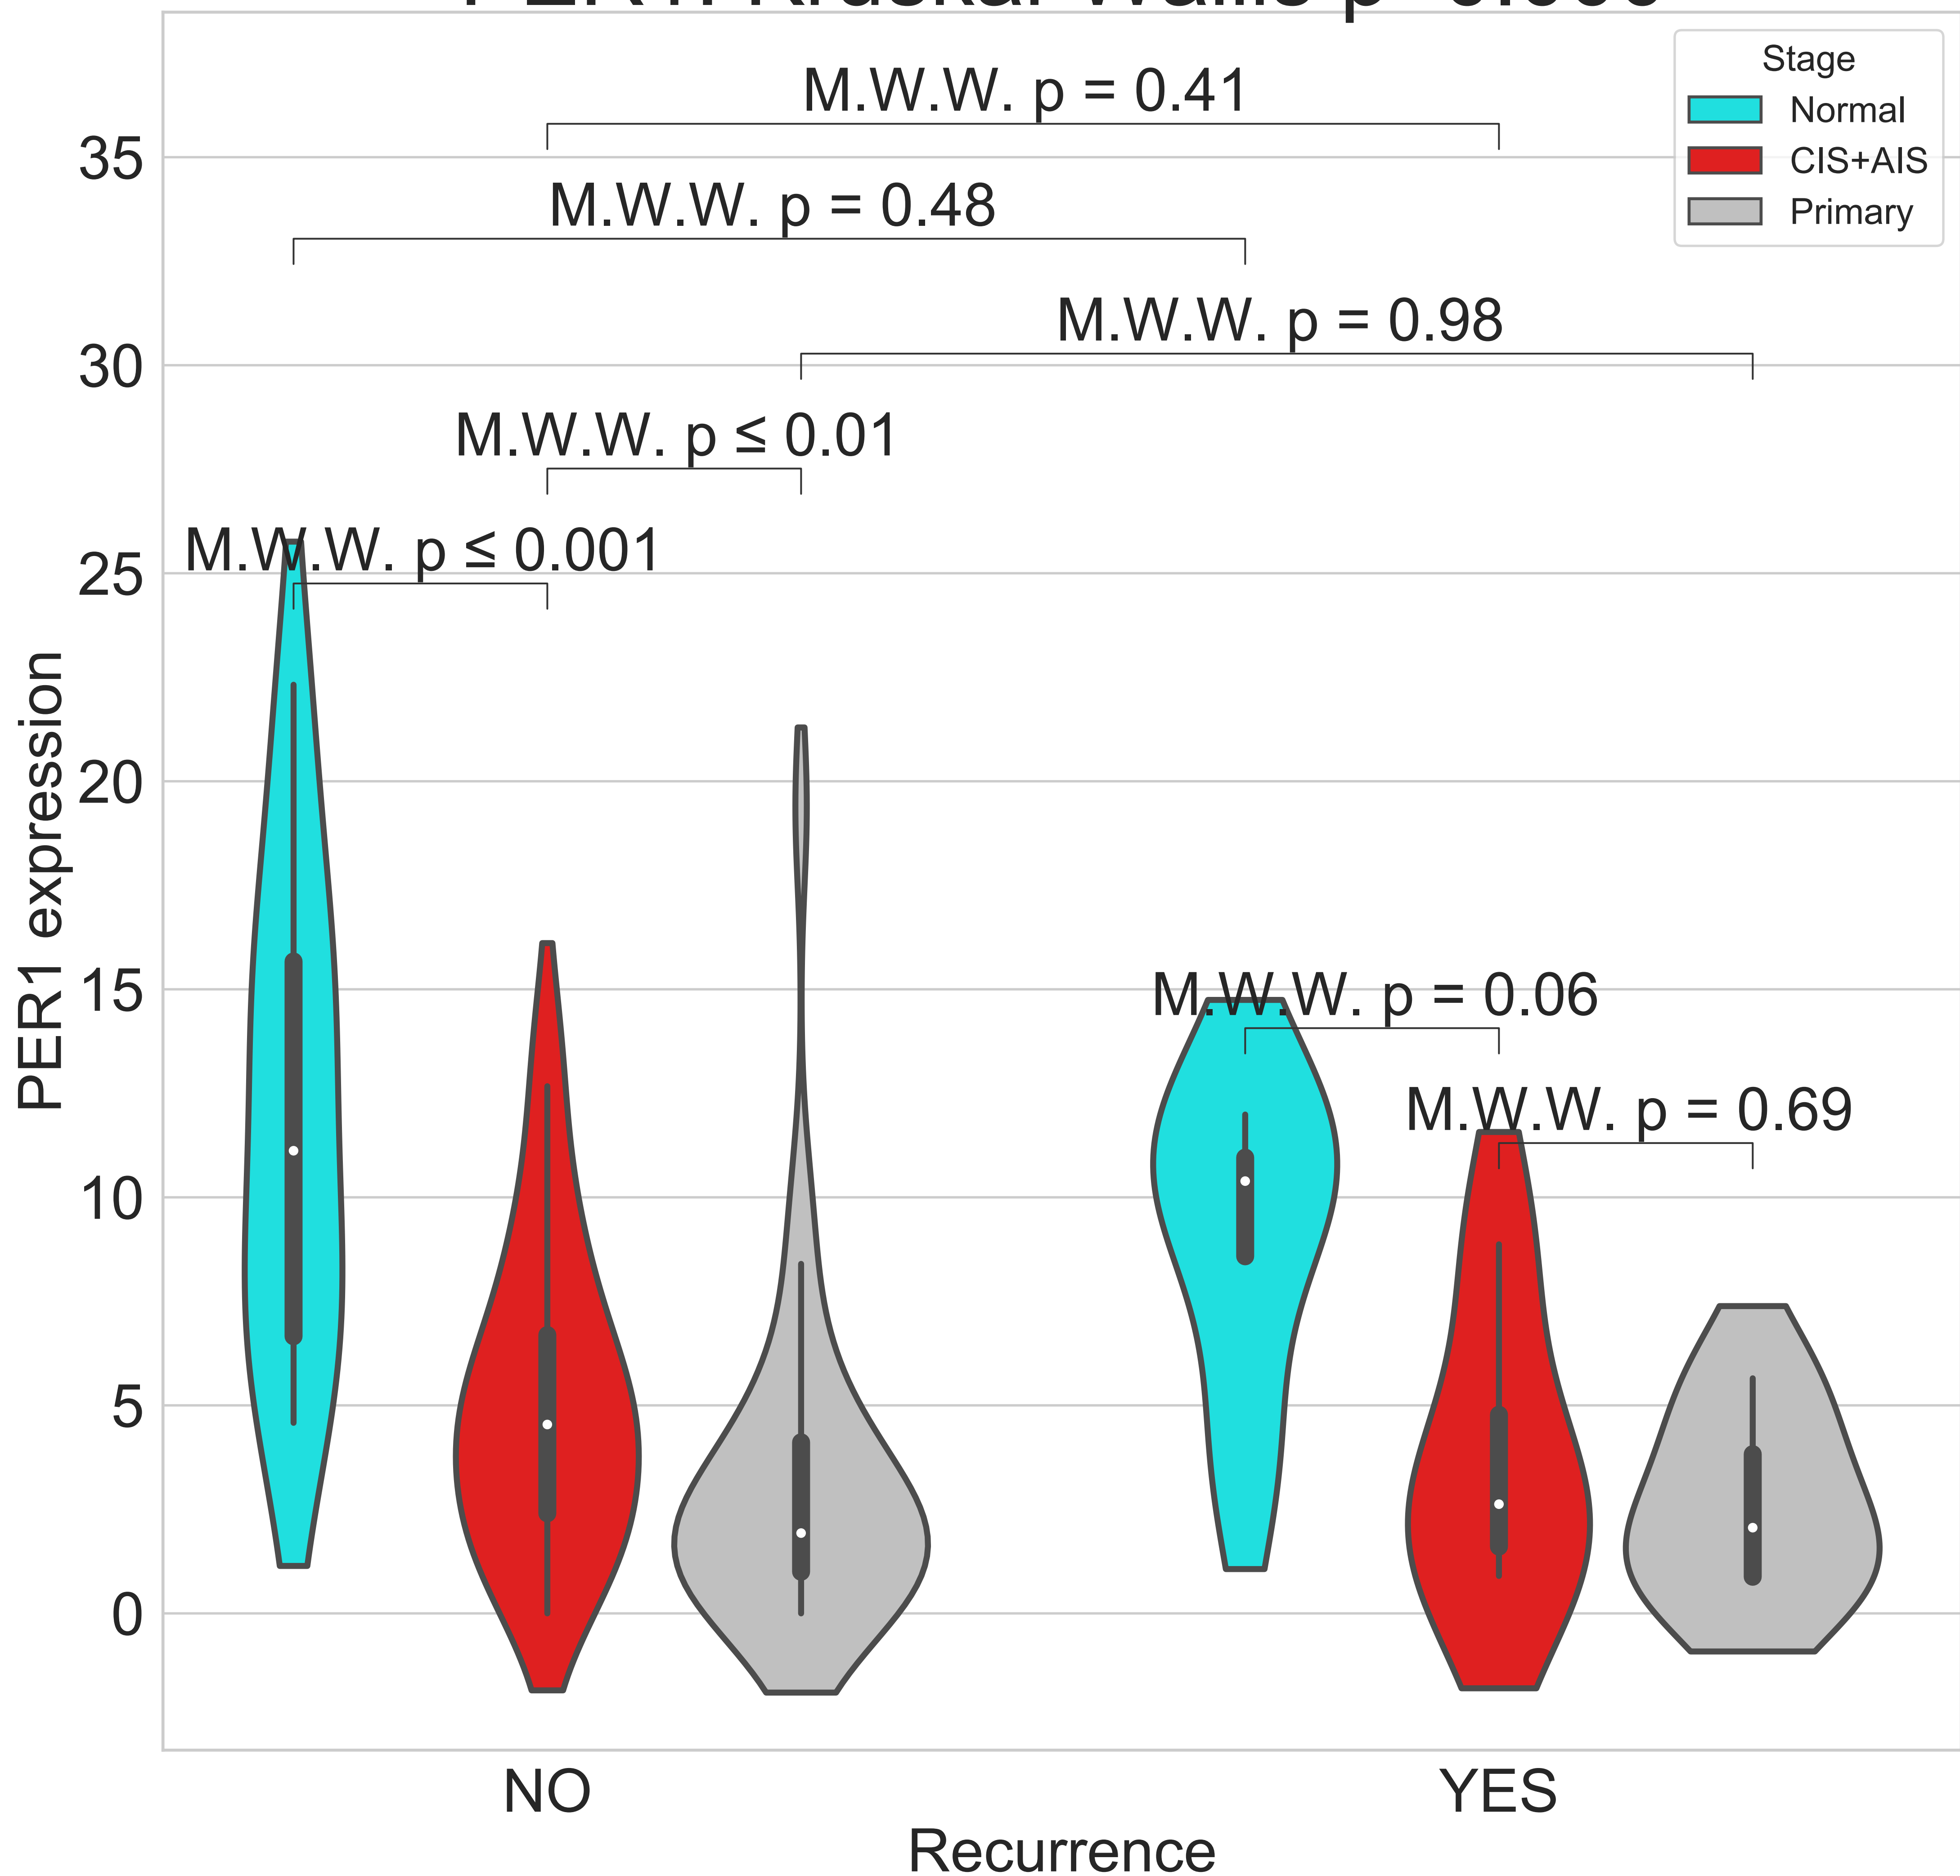 M.W.W. p = 0.41
Stage
Normal
CIS+AIS
Primary
M.W.W. p = 0.48
M.W.W. p = 0.98
M.W.W. p ≤ 0.01
M.W.W. p ≤ 0.001
M.W.W. p = 0.06
M.W.W. p = 0.69
35
30
25
20
15
10
5
0
PER1 expression
NO
YES
Recurrence